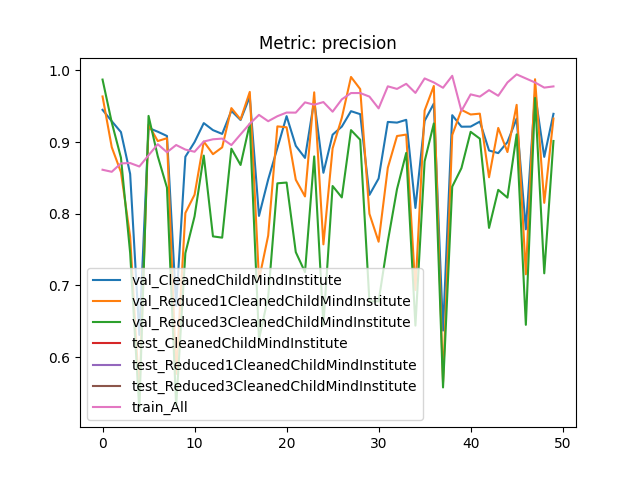 Metric: precision
1.0
0.9
0.8
0.7
0.6
val_CleanedChildMindInstitute
val_Reduced1CleanedChildMindInstitute
val_Reduced3CleanedChildMindInstitute
test_CleanedChildMindInstitute
test_Reduced1CleanedChildMindInstitute
test_Reduced3CleanedChildMindInstitute
train_All
0 10 20 30 40 50